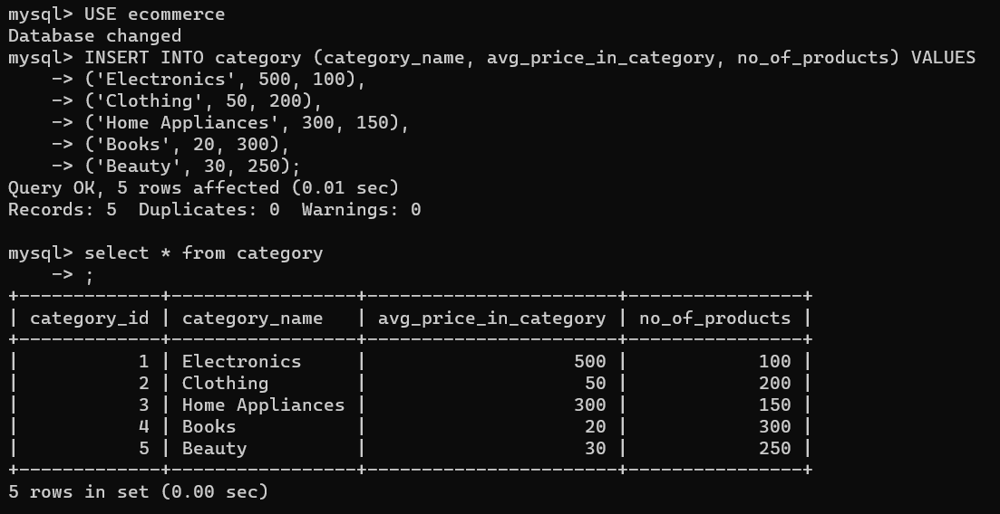 mysql> USE ecommerce
Database changed
mysql> INSERT INTO category (category_name, avg_price_in_category, no_of_products) VALUES
    -> ('Electronics', 500, 100),
    -> ('Clothing', 50, 200),
    -> ('Home Appliances', 300, 150),
    -> ('Books', 20, 300),
    -> ('Beauty', 30, 250);
Query OK, 5 rows affected (0.01 sec)
Records: 5  Duplicates: 0  Warnings: 0

mysql> select * from category
    -> ;
+-------------+-----------------+-----------------------+----------------+
| category_id | category_name   | avg_price_in_category | no_of_products |
+-------------+-----------------+-----------------------+----------------+
|           1 | Electronics     |                   500 |            100 |
|           2 | Clothing        |                    50 |            200 |
|           3 | Home Appliances |                   300 |            150 |
|           4 | Books           |                    20 |            300 |
|           5 | Beauty          |                    30 |            250 |
+-------------+-----------------+-----------------------+----------------+
5 rows in set (0.00 sec)